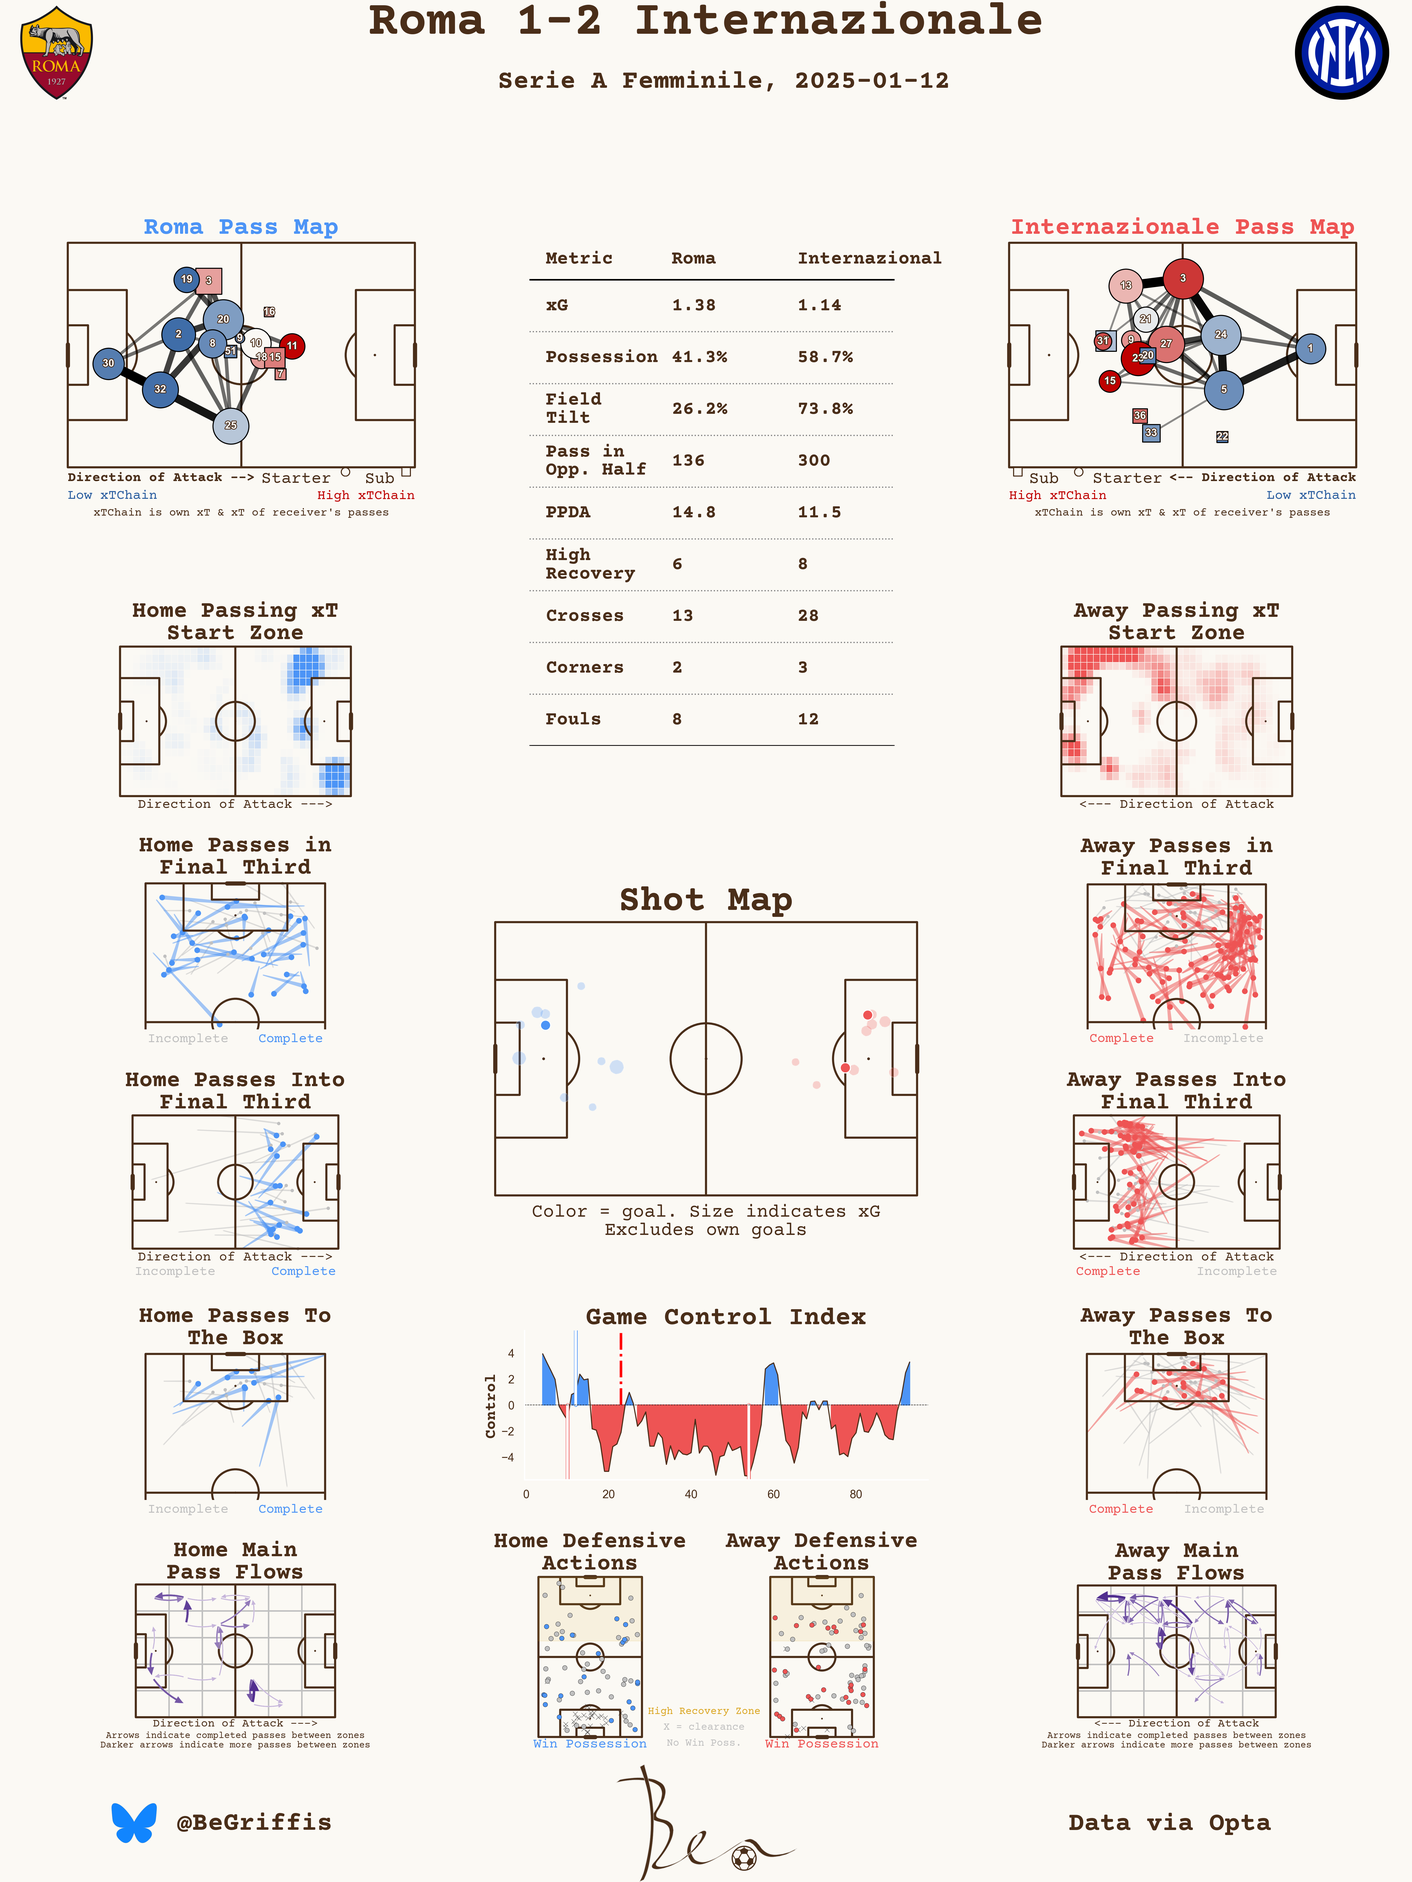 Roma 1-2 Internazionale
Serie A Femminile, 2025-01-12
ROMA
1927
Roma Pass Map
19
3
20
16
2
8
51
9
10
11
18
15
7
30
32
25
Direction of Attack --> Starter Sub
Low xTChain High xTChain
xTChain is own xT & xT of receiver's passes
Metric Roma Internazional
xG 1.38 1.14
Possession 41.3% 58.7%
Field
Tilt 26.2% 73.8%
Pass in
Opp. Half 136 300
PPDA 14.8 11.5
High
Recovery 6 8
Crosses 13 28
Corners 2 3
Fouls 8 12
Internazionale Pass Map
13
3
21
31
9
27
24
1
23
20
15
5
36
33
22
Sub Starter <-- Direction of Attack
High xTChain Low xTChain
xTChain is own xT & xT of receiver's passes
Home Passing xT
Start Zone
Direction of Attack --->
Away Passing xT
Start Zone
<--- Direction of Attack
Home Passes in
Final Third
Incomplete Complete
Shot Map
Color = goal. Size indicates xG
Excludes own goals
Away Passes in
Final Third
Complete Incomplete
Home Passes Into
Final Third
Direction of Attack --->
Incomplete Complete
Away Passes Into
Final Third
<--- Direction of Attack
Complete Incomplete
Home Passes To
The Box
Incomplete Complete
Game Control Index
Control
4
2
0
−2
−4
0 20 40 60 80
Away Passes To
The Box
Complete Incomplete
Home Main
Pass Flows
Direction of Attack --->
Arrows indicate completed passes between zones
Darker arrows indicate more passes between zones
Home Defensive
Actions
Win Possession
Away Defensive
Actions
Win Possession
High Recovery Zone
X = clearance
No Win Poss.
Away Main
Pass Flows
<--- Direction of Attack
Arrows indicate completed passes between zones
Darker arrows indicate more passes between zones
@BeGriffis
Ben
Data via Opta